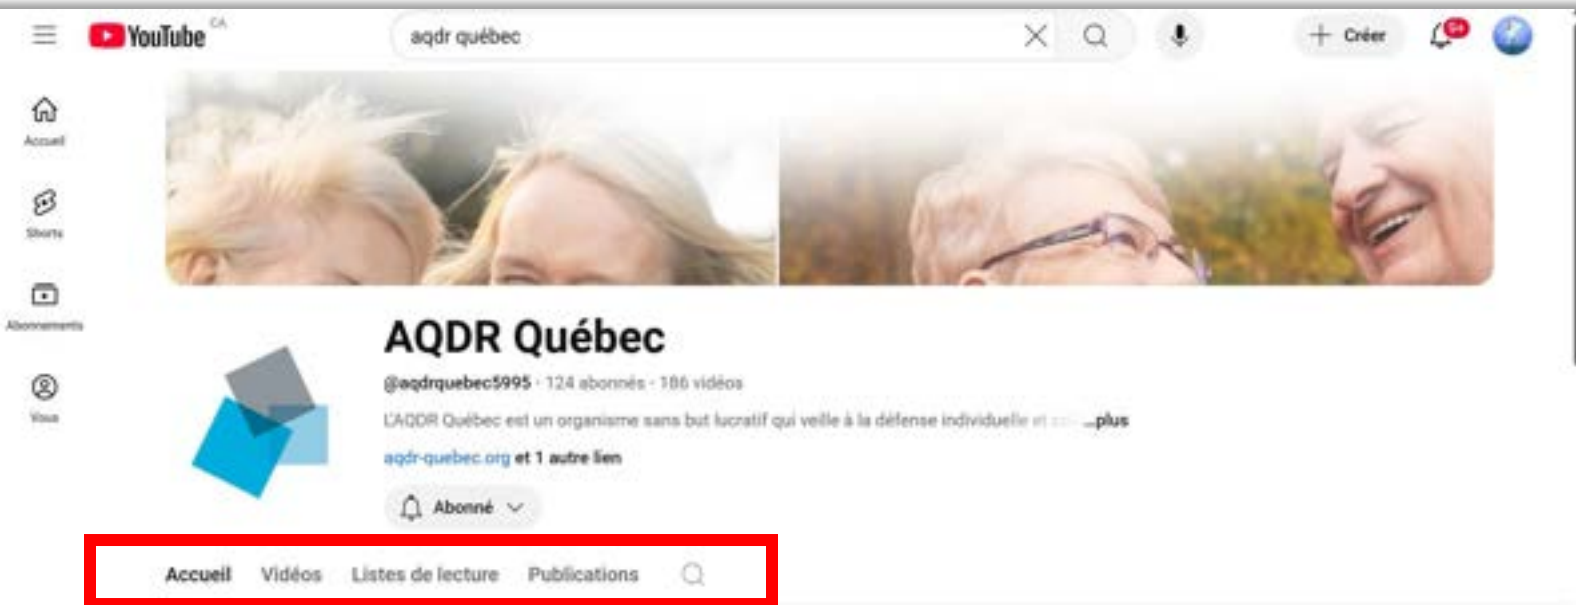 YouTube CA
aqdr québec
Créer
9+
Accueil
Shorts
Abonnements
Vous
AQDR Québec
@aqdrquebec5995 · 124 abonnés · 186 vidéos
L'AQDR Québec est un organisme sans but lucratif qui veille à la défense individuelle et ...plus
aqdr-quebec.org et 1 autre lien
Abonné
Accueil Vidéos Listes de lecture Publications